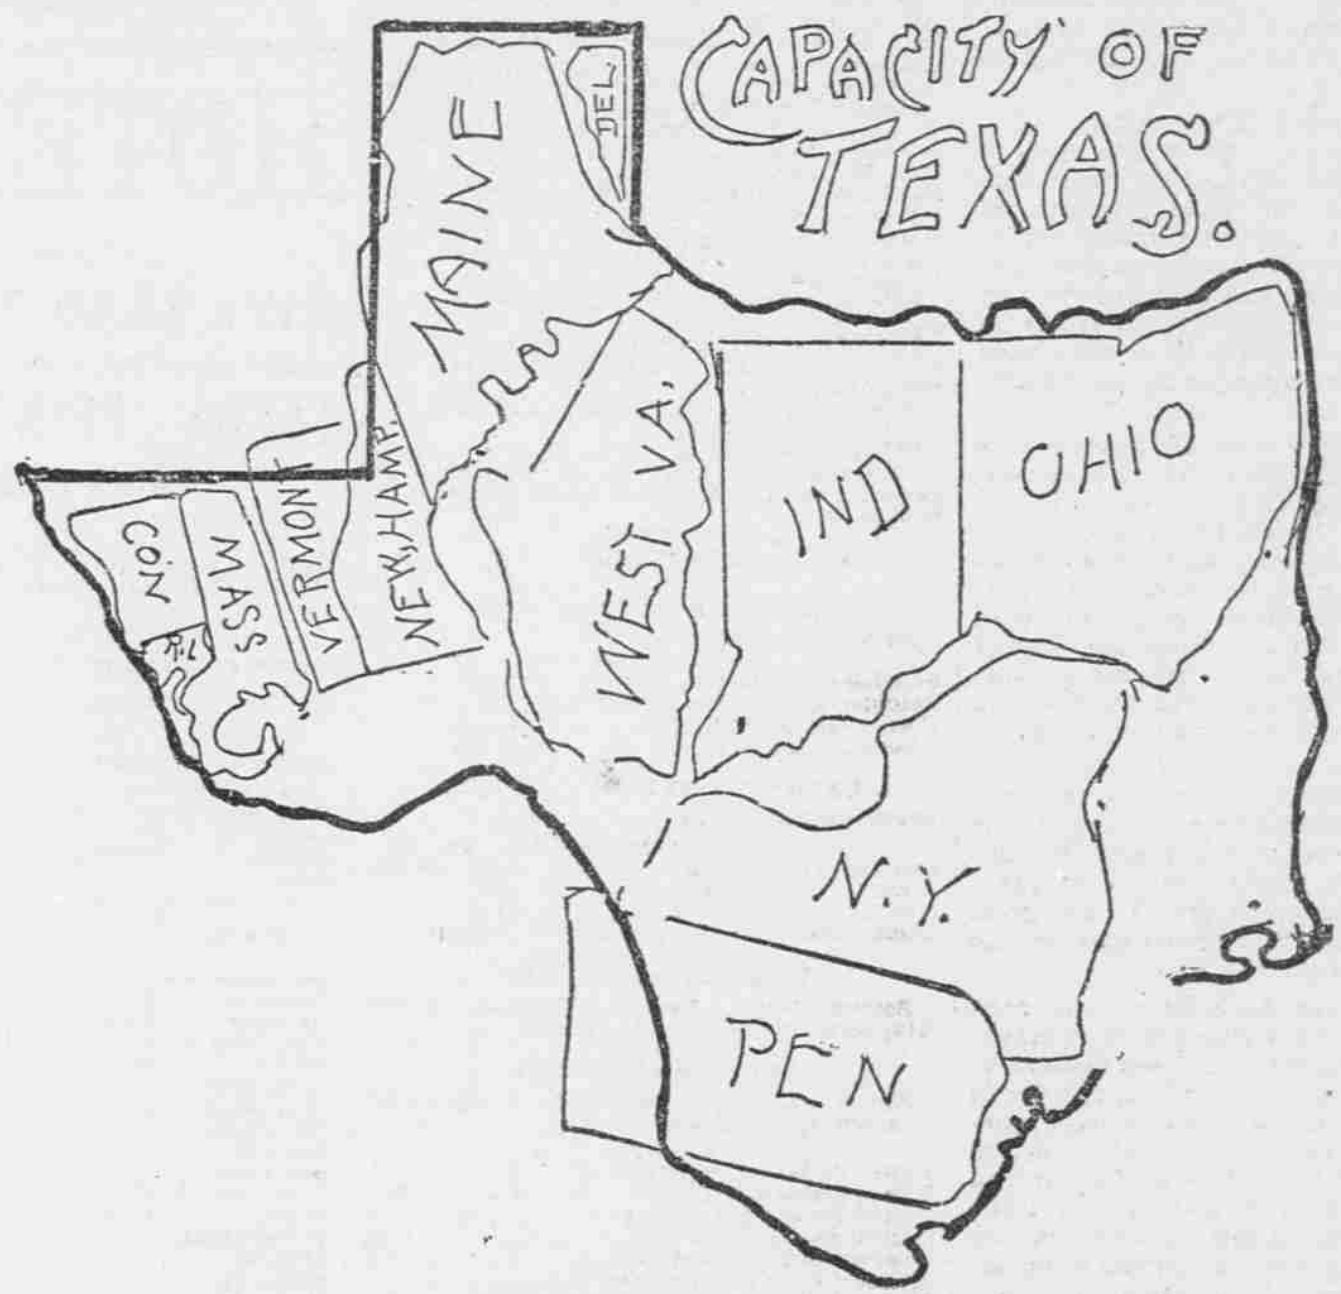 CAPACITY OF
TEXAS.
DEL.
MAINE
WEST VA.
IND
OHIO
CON
MASS
VERMONT
NEW, HAMP.
R.I.
N.Y.
PEN